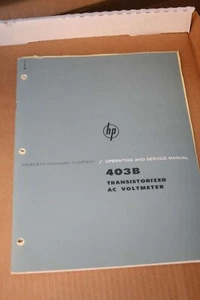 hp
HEWLETT-PACKARD COMPANY / OPERATING AND SERVICE MANUAL
403B
TRANSISTORIZED
AC VOLTMETER